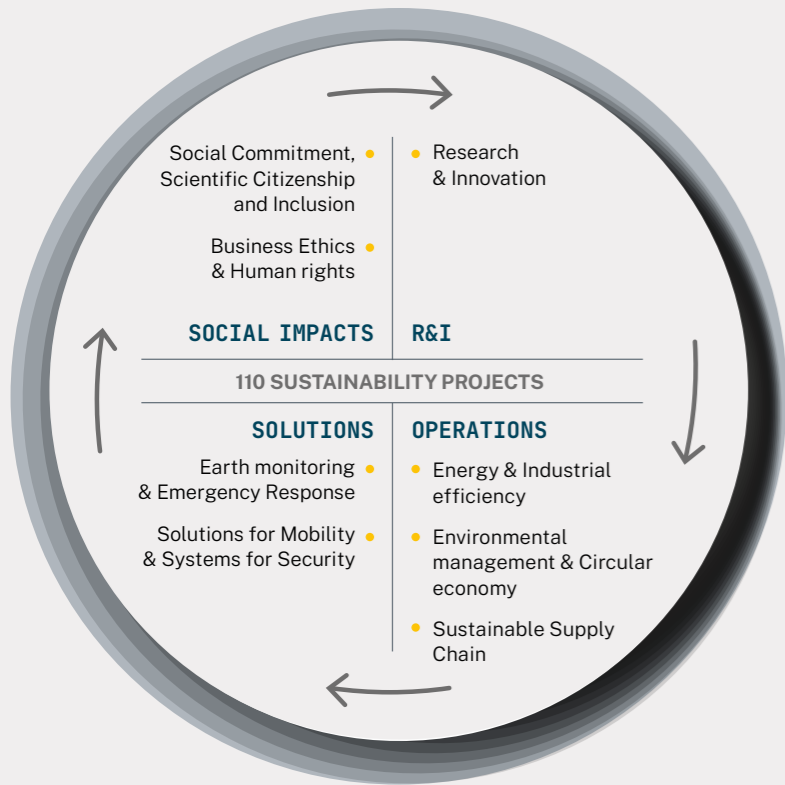 Social Commitment,
Scientific Citizenship
and Inclusion
Business Ethics
& Human rights
SOCIAL IMPACTS
Research
& Innovation
R&I
110 SUSTAINABILITY PROJECTS
SOLUTIONS
Earth monitoring
& Emergency Response
Solutions for Mobility
& Systems for Security
OPERATIONS
Energy & Industrial
efficiency
Environmental
management & Circular
economy
Sustainable Supply
Chain